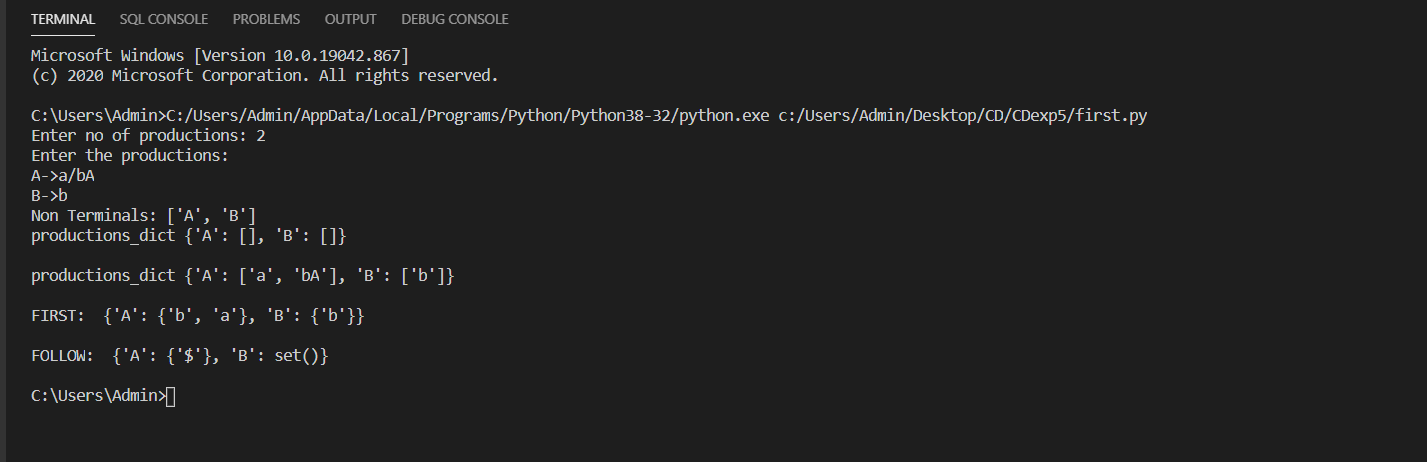 TERMINAL SQL CONSOLE PROBLEMS OUTPUT DEBUG CONSOLE
Microsoft Windows [Version 10.0.19042.867]
(c) 2020 Microsoft Corporation. All rights reserved.
C:\Users\Admin>C:/Users/Admin/AppData/Local/Programs/Python/Python38-32/python.exe c:/Users/Admin/Desktop/CD/CDexp5/first.py
Enter no of productions: 2
Enter the productions:
A->a/bA
B->b
Non Terminals: ['A', 'B']
productions_dict {'A': [], 'B': []}
productions_dict {'A': ['a', 'bA'], 'B': ['b']}
FIRST:  {'A': {'b', 'a'}, 'B': {'b'}}
FOLLOW:  {'A': {'$'}, 'B': set()}
C:\Users\Admin>